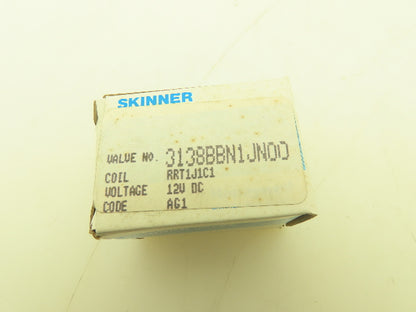 SKINNER
VALVE NO. 3138BBN1JN00
COIL RRT1J1C1
VOLTAGE 12V DC
CODE AG1